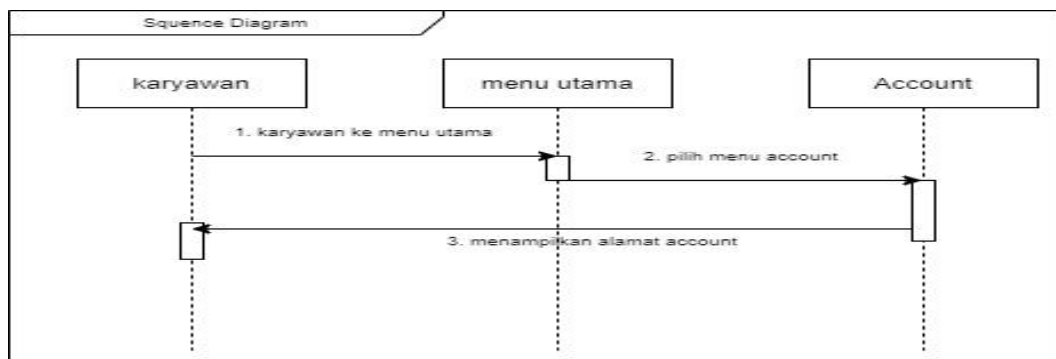 Squence Diagram
karyawan
menu utama
Account
1. karyawan ke menu utama
2. pilih menu account
3. menampilkan alamat account